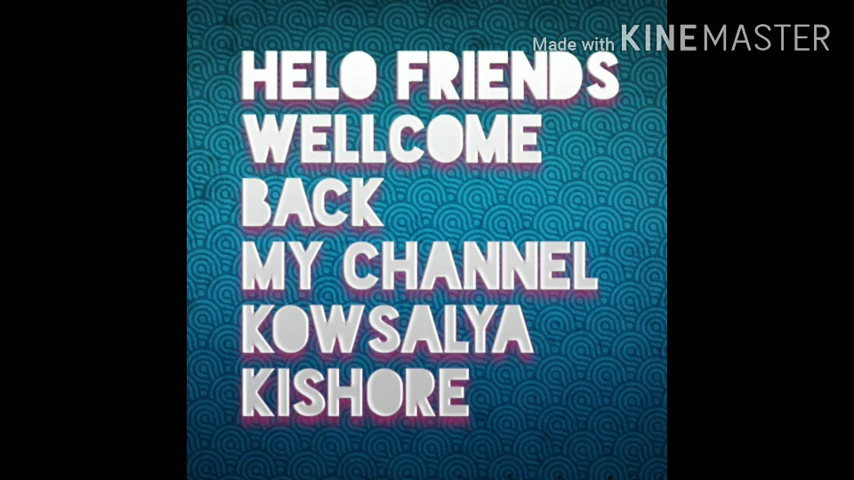 Made with KINEMASTER
HELO FRIENDS
WELLCOME
BACK
MY CHANNEL
KOWSALYA
KISHORE